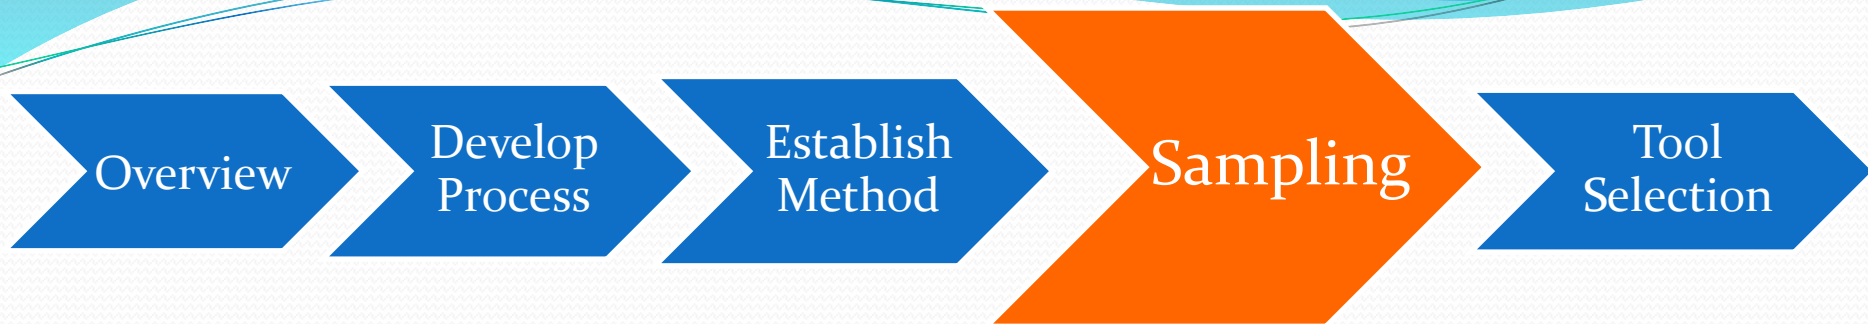 Overview
Develop
Process
Establish
Method
Sampling
Tool
Selection